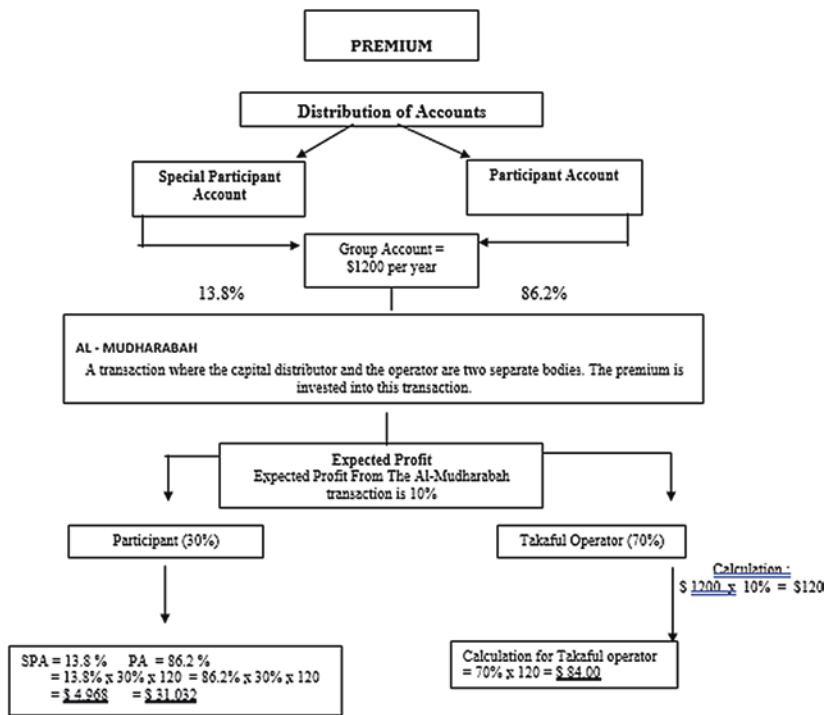 PREMIUM
Distribution of Accounts
Special Participant
Account
Participant Account
Group Account =
$1200 per year
13.8%
86.2%
AL - MUDHARABAH
A transaction where the capital distributor and the operator are two separate bodies. The premium is
invested into this transaction.
Expected Profit
Expected Profit From The Al-Mudharabah
transaction is 10%
Participant (30%)
Takaful Operator (70%)
Calculation :
$ 1200 x 10% = $120
SPA = 13.8 % PA = 86.2 %
= 13.8% x 30% x 120 = 86.2% x 30% x 120
= $ 4.968 = $ 31.032
Calculation for Takaful operator
= 70% x 120 = $ 84.00